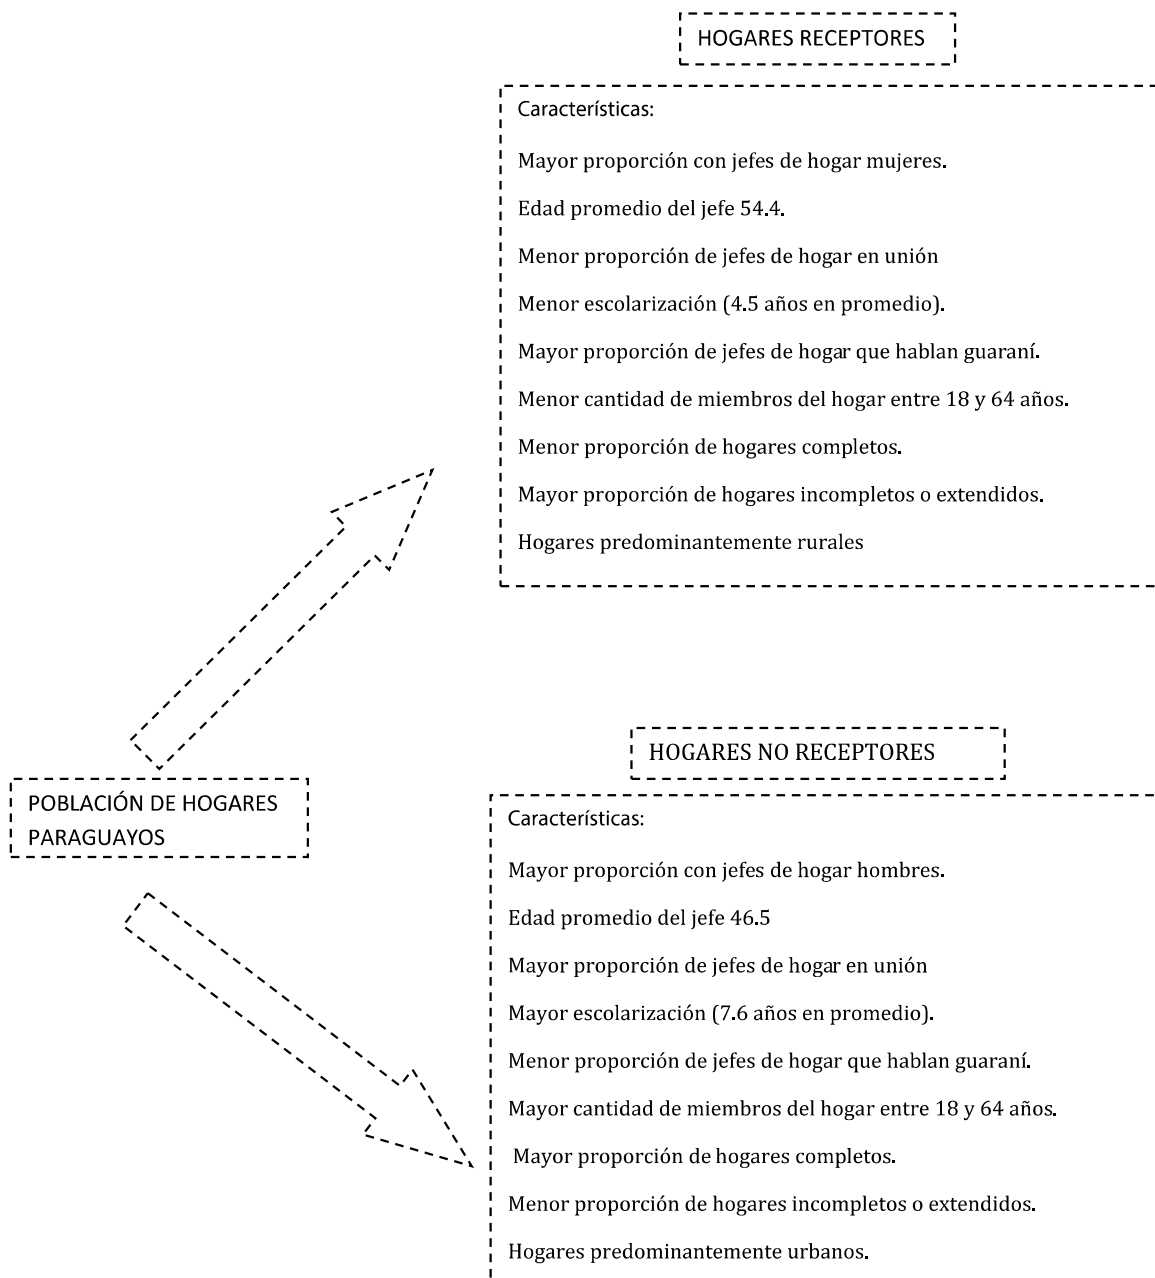 HOGARES RECEPTORES
Características:
Mayor proporción con jefes de hogar mujeres.
Edad promedio del jefe 54.4.
Menor proporción de jefes de hogar en unión
Menor escolarización (4.5 años en promedio).
Mayor proporción de jefes de hogar que hablan guaraní.
Menor cantidad de miembros del hogar entre 18 y 64 años.
Menor proporción de hogares completos.
Mayor proporción de hogares incompletos o extendidos.
Hogares predominantemente rurales
POBLACIÓN DE HOGARES
PARAGUAYOS
HOGARES NO RECEPTORES
Características:
Mayor proporción con jefes de hogar hombres.
Edad promedio del jefe 46.5
Mayor proporción de jefes de hogar en unión
Mayor escolarización (7.6 años en promedio).
Menor proporción de jefes de hogar que hablan guaraní.
Mayor cantidad de miembros del hogar entre 18 y 64 años.
Mayor proporción de hogares completos.
Menor proporción de hogares incompletos o extendidos.
Hogares predominantemente urbanos.